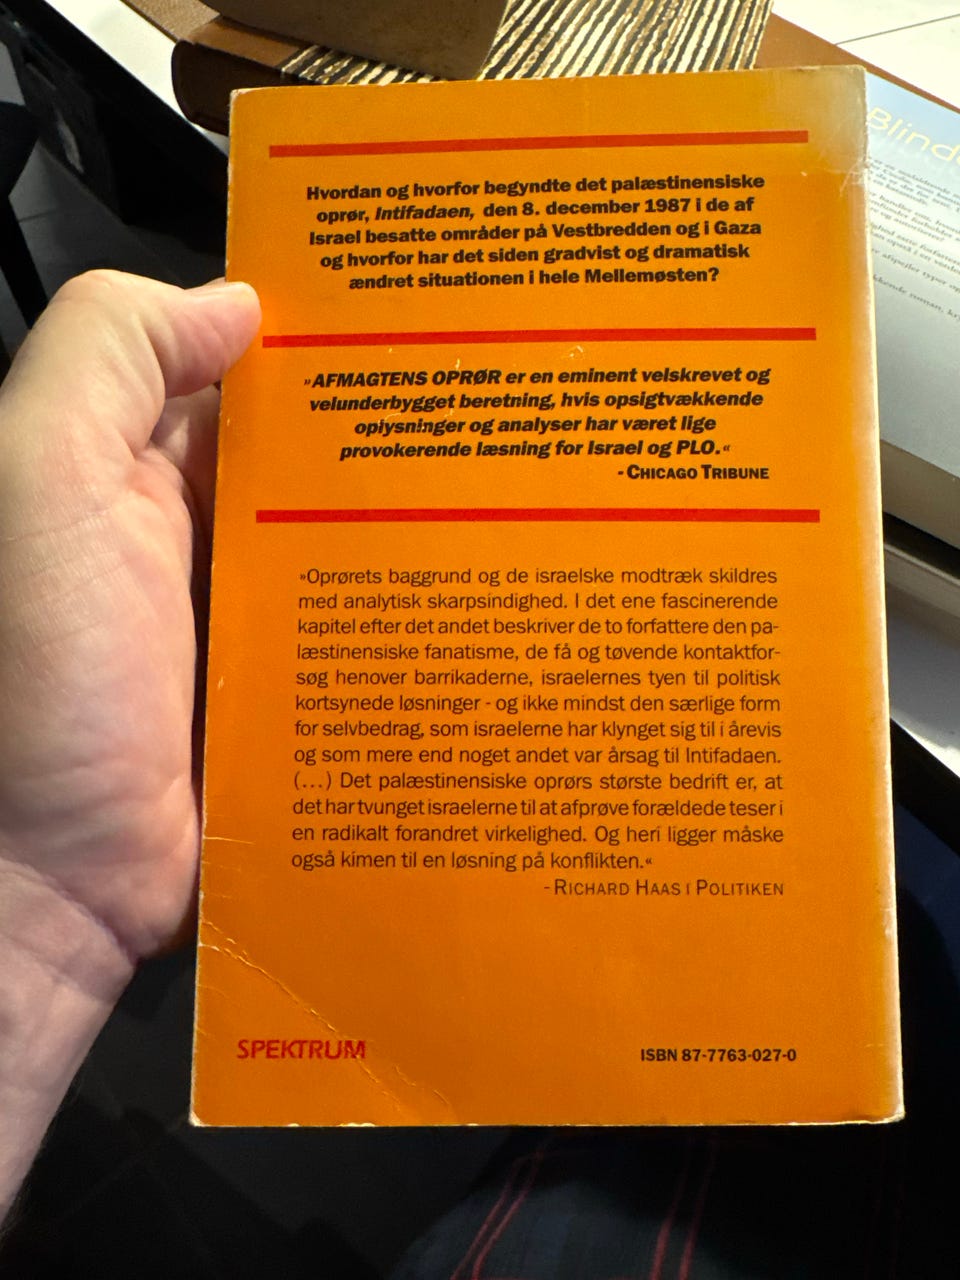 Hvordan og hvorfor begyndte det palæstinensiske
oprør, Intifadaen, den 8. december 1987 i de af
Israel besatte områder på Vestbredden og i Gaza
og hvorfor har det siden gradvist og dramatisk
ændret situationen i hele Mellemøsten?
»AFMAGTENS OPRØR er en eminent velskrevet og
velunderbygget beretning, hvis opsigtvækkende
oplysninger og analyser har været lige
provokerende læsning for Israel og PLO.«
- CHICAGO TRIBUNE
»Oprørets baggrund og de israelske modtræk skildres
med analytisk skarpsindighed. I det ene fascinerende
kapitel efter det andet beskriver de to forfattere den pa-
læstinensiske fanatisme, de få og tøvende kontaktfor-
søg henover barrikaderne, israelernes tyen til politisk
kortsynede løsninger - og ikke mindst den særlige form
for selvbedrag, som israelerne har klynget sig til i årevis
og som mere end noget andet var årsag til Intifadaen.
(...) Det palæstinensiske oprørs største bedrift er, at
det har tvunget israelerne til at afprøve forældede teser i
en radikalt forandret virkelighed. Og heri ligger måske
også kimen til en løsning på konflikten.«
- RICHARD HAAS I POLITIKEN
SPEKTRUM
ISBN 87-7763-027-0